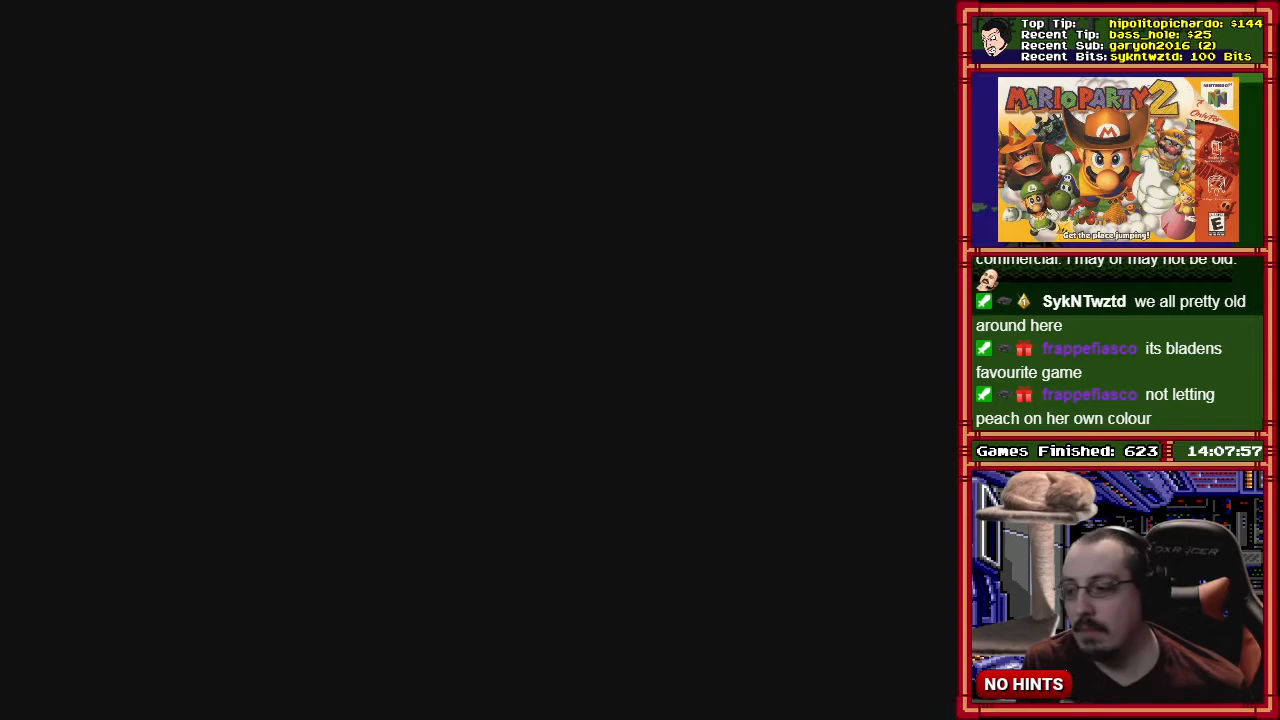 Top Tip: hipolitopichardo: $144
Recent Tip: bass_hole: $25
Recent Sub: garyoh2016 (2)
Recent Bits: sykntwztd: 100 Bits
MARIO PARTY 2
NINTENDO 64
Only For
Get the place jumping!
E
commercial. I may or may not be old.
SykNTwztd we all pretty old
around here
frappefiasco its bladens
favourite game
frappefiasco not letting
peach on her own colour
Games Finished: 623
14:07:57
DXRACER
NO HINTS